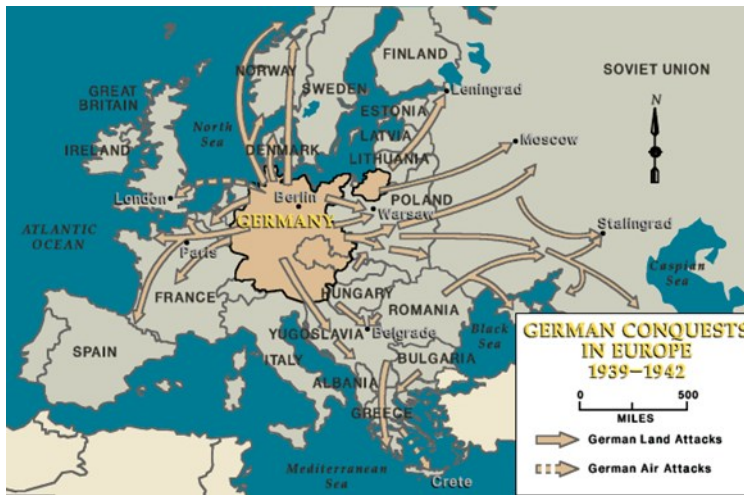 FINLAND
NORWAY
SWEDEN
SOVIET UNION
GREAT
BRITAIN
Leningrad
N
ESTONIA
North
Sea
LATVIA
Moscow
IRELAND
DENMARK
LITHUANIA
London
Berlin
POLAND
Warsaw
GERMANY
ATLANTIC
OCEAN
Stalingrad
Paris
Caspian
Sea
FRANCE
HUNGARY
ROMANIA
SPAIN
YUGOSLAVIA
Belgrade
Black
Sea
ITALY
BULGARIA
ALBANIA
GREECE
Mediterranean
Sea
Crete
GERMAN CONQUESTS
IN EUROPE
1939–1942
0 500
MILES
German Land Attacks
German Air Attacks